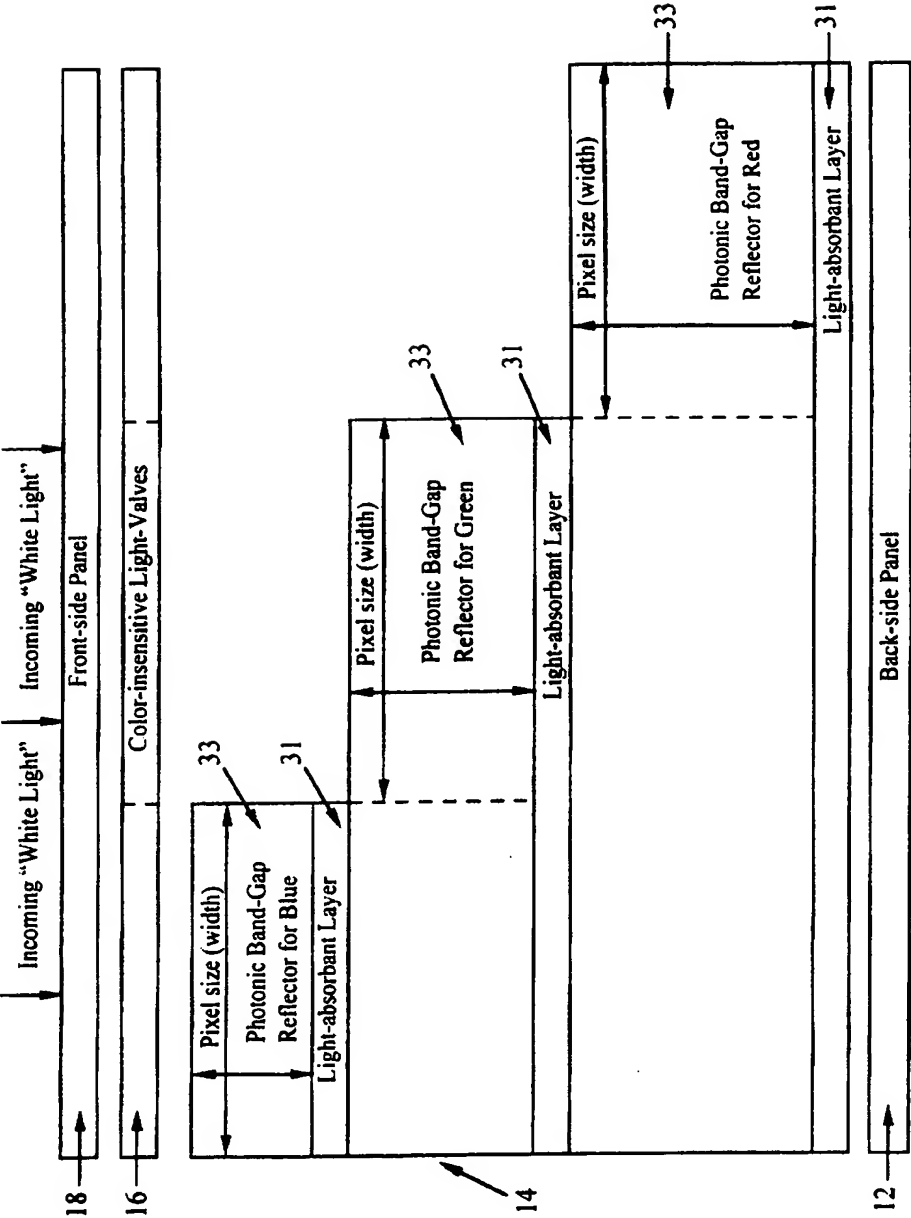 Incoming “White Light”
Incoming “White Light”
18
Front-side Panel
16
Color-insensitive Light-Valves
Pixel size (width)
33
Photonic Band-Gap
Reflector for Blue
31
Light-absorbant Layer
14
Pixel size (width)
33
Photonic Band-Gap
Reflector for Green
31
Light-absorbant Layer
Pixel size (width)
33
Photonic Band-Gap
Reflector for Red
31
Light-absorbant Layer
12
Back-side Panel